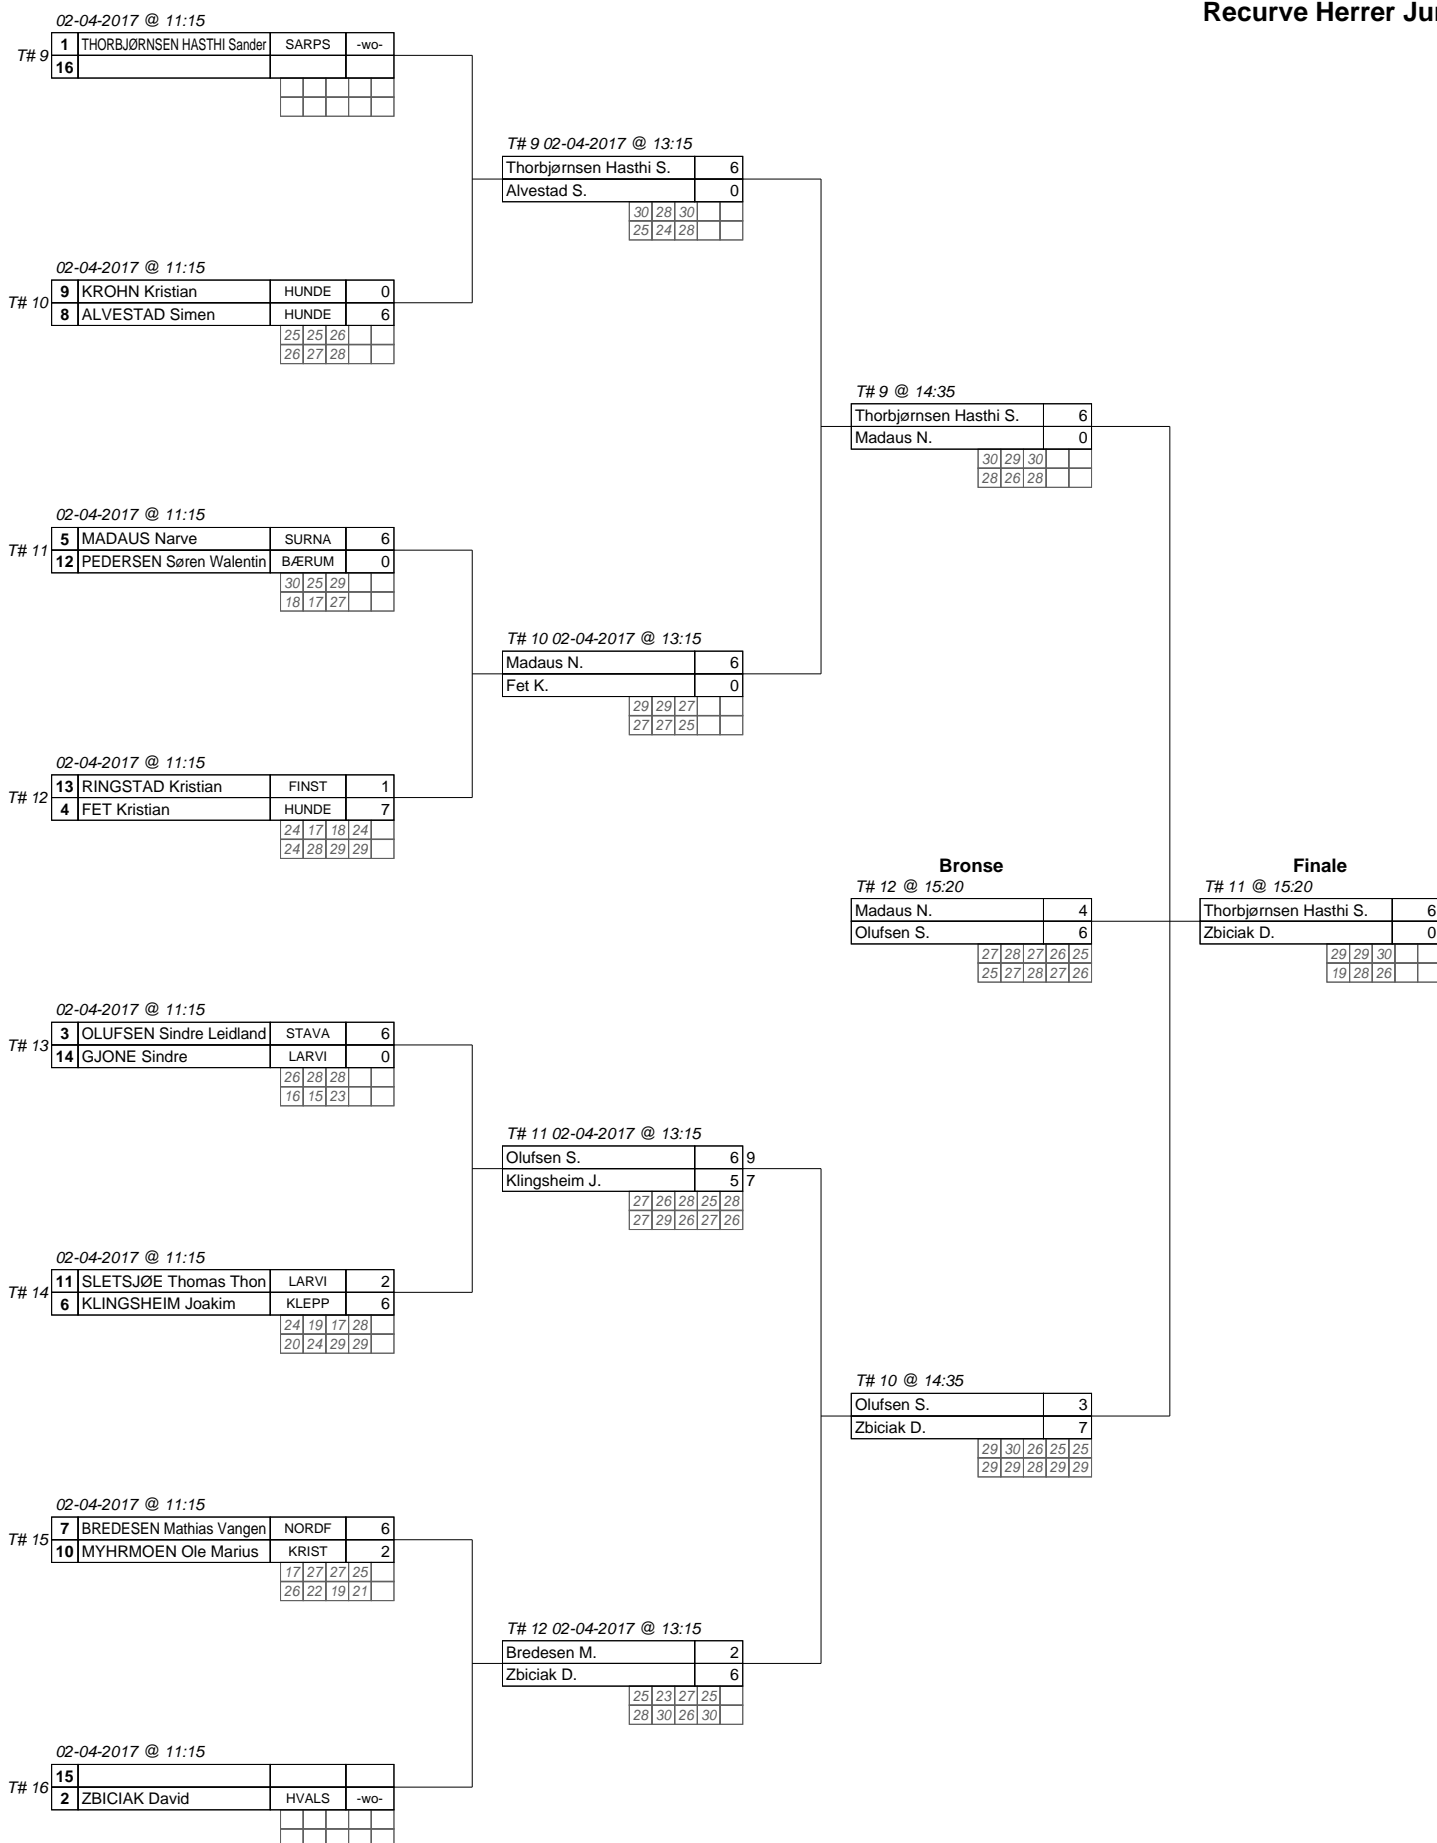 Recurve Herrer Jun
02-04-2017 @ 11:15
T# 9
1 THORBJØRNSEN HASTHI Sander SARPS -wo-
16
T# 9 02-04-2017 @ 13:15
Thorbjørnsen Hasthi S. 6
Alvestad S. 0
30 28 30
25 24 28
02-04-2017 @ 11:15
T# 10
9 KROHN Kristian HUNDE 0
8 ALVESTAD Simen HUNDE 6
25 25 26
26 27 28
T# 9 @ 14:35
Thorbjørnsen Hasthi S. 6
Madaus N. 0
30 29 30
28 26 28
02-04-2017 @ 11:15
T# 11
5 MADAUS Narve SURNA 6
12 PEDERSEN Søren Walentin BÆRUM 0
30 25 29
18 17 27
T# 10 02-04-2017 @ 13:15
Madaus N. 6
Fet K. 0
29 29 27
27 27 25
02-04-2017 @ 11:15
T# 12
13 RINGSTAD Kristian FINST 1
4 FET Kristian HUNDE 7
24 17 18 24
24 28 29 29
Bronse
T# 12 @ 15:20
Madaus N. 4
Olufsen S. 6
27 28 27 26 25
25 27 28 27 26
Finale
T# 11 @ 15:20
Thorbjørnsen Hasthi S. 6
Zbiciak D. 0
29 29 30
19 28 26
02-04-2017 @ 11:15
T# 13
3 OLUFSEN Sindre Leidland STAVA 6
14 GJONE Sindre LARVI 0
26 28 28
16 15 23
T# 11 02-04-2017 @ 13:15
Olufsen S. 6 9
Klingsheim J. 5 7
27 26 28 25 28
27 29 26 27 26
02-04-2017 @ 11:15
T# 14
11 SLETSJØE Thomas Thon LARVI 2
6 KLINGSHEIM Joakim KLEPP 6
24 19 17 28
20 24 29 29
T# 10 @ 14:35
Olufsen S. 3
Zbiciak D. 7
29 30 26 25 25
29 29 28 29 29
02-04-2017 @ 11:15
T# 15
7 BREDESEN Mathias Vangen NORDF 6
10 MYHRMOEN Ole Marius KRIST 2
17 27 27 25
26 22 19 21
T# 12 02-04-2017 @ 13:15
Bredesen M. 2
Zbiciak D. 6
25 23 27 25
28 30 26 30
02-04-2017 @ 11:15
T# 16
15
2 ZBICIAK David HVALS -wo-